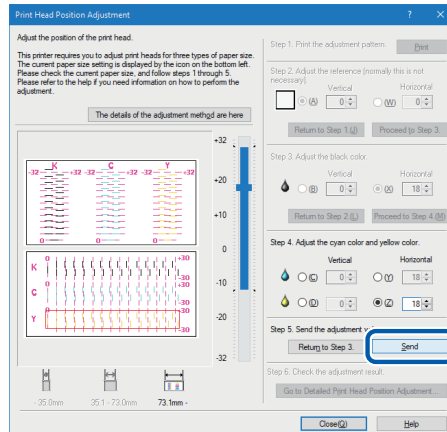 Print Head Position Adjustment
? ×
Adjust the position of the print head.
This printer requires you to adjust print heads for three types of paper size.
The current paper size setting is displayed by the icon on the bottom left.
Please check the current paper size, and follow steps 1 through 5.
Please refer to the help if you need information on how to perform the
adjustment.
The details of the adjustment method are here
K C Y
-32 +32 -32 +32 -32 +32
0 0 0
0 +30
K
-30
+30
C
-30
+30
Y
-30
+32
+20
+10
0
-10
-20
-32
- 35.0mm 35.1 - 73.0mm 73.1mm -
Step 1. Print the adjustment pattern. Print
Step 2. Adjust the reference (normally this is not
necessary).
Vertical Horizontal
(A) 0 (W) 0
Return to Step 1.(J) Proceed to Step 3.
Step 3. Adjust the black color.
Vertical Horizontal
(B) 0 (X) 18
Return to Step 2.(L) Proceed to Step 4.(M)
Step 4. Adjust the cyan color and yellow color.
Vertical Horizontal
(C) 0 (Y) 18
(D) 0 (Z) 18
Step 5. Send the adjustment
Return to Step 3. Send
Step 6. Check the adjustment result.
Go to Detailed Print Head Position Adjustment...
Close(Q) Help